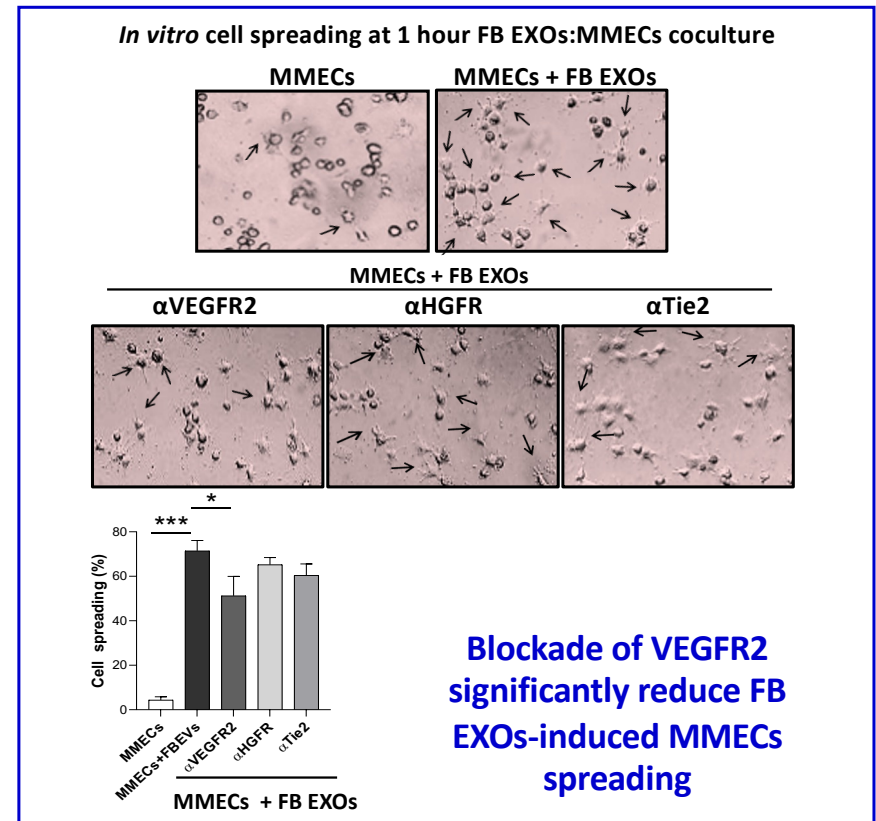 In vitro cell spreading at 1 hour FB EXOs:MMECs coculture
MMECs
MMECs + FB EXOs
MMECs + FB EXOs
αVEGFR2
αHGFR
αTie2
*
***
80
60
40
20
0
Cell spreading (%)
MMECs
MMECs+FBEVs
αVEGFR2
αHGFR
αTie2
MMECs + FB EXOs
Blockade of VEGFR2
significantly reduce FB
EXOs-induced MMECs
spreading